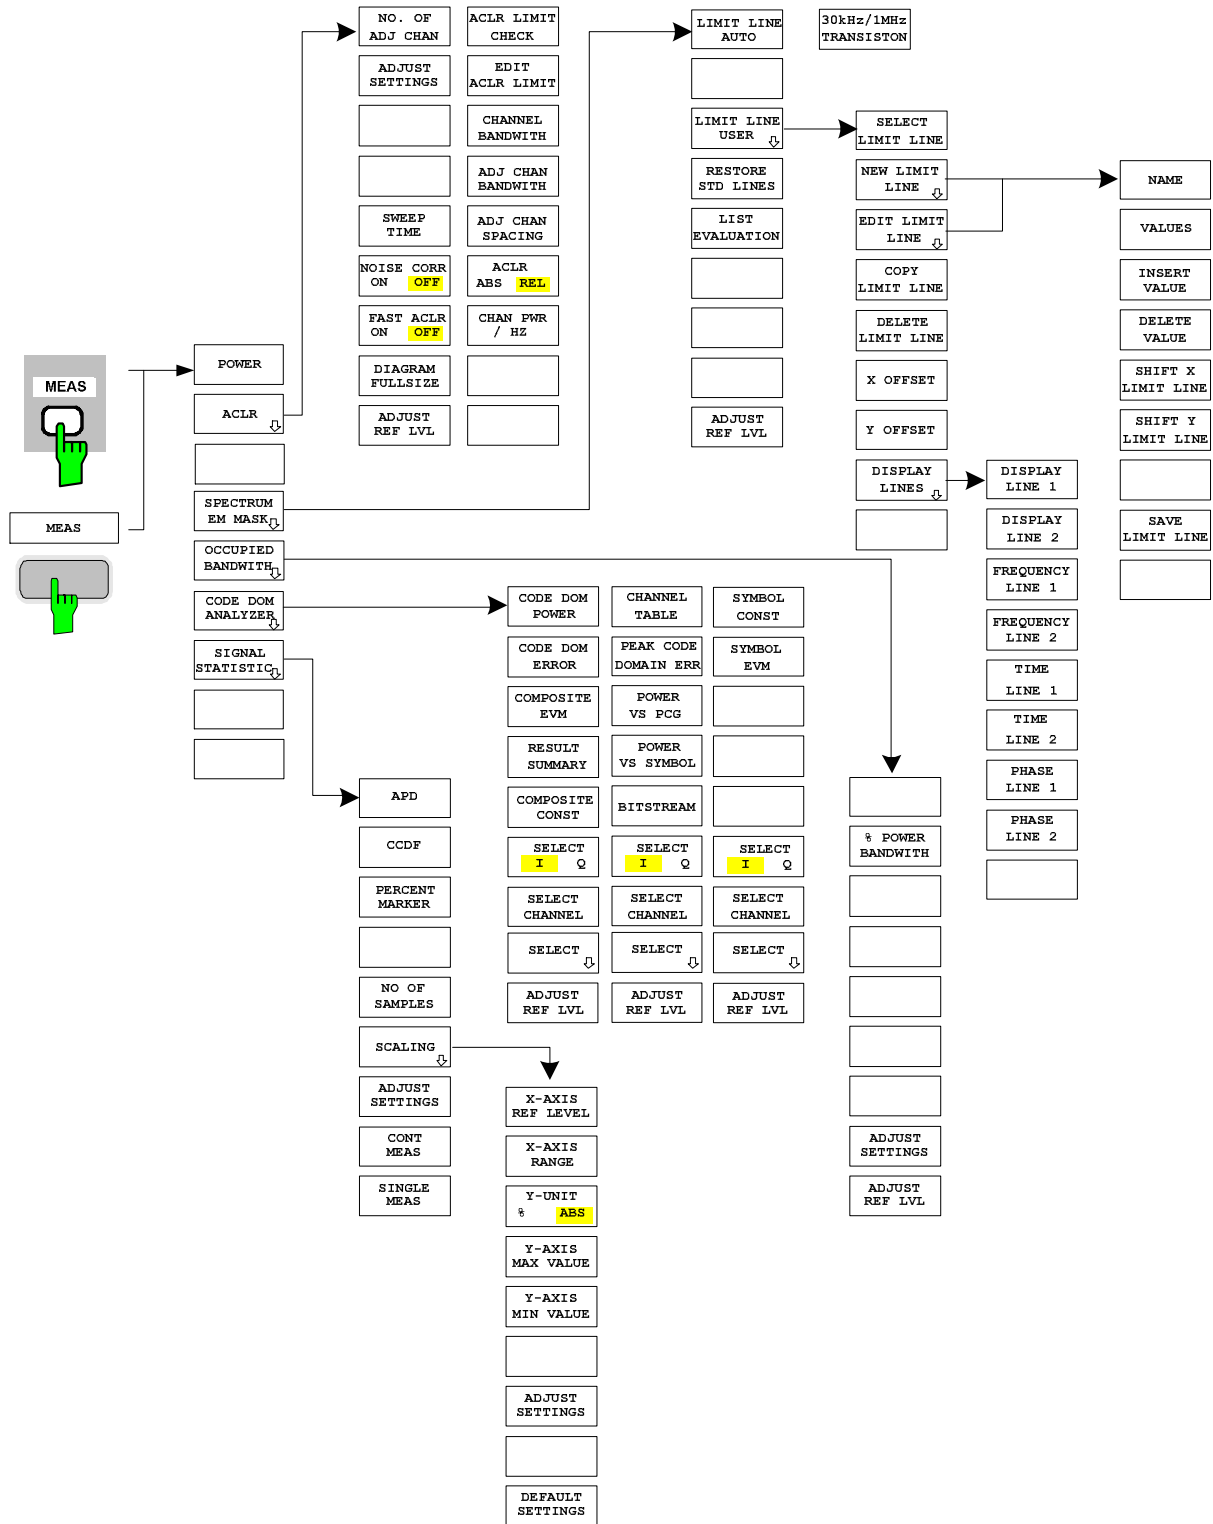 MEAS
MEAS
POWER
ACLR
SPECTRUM
EM MASK
OCCUPIED
BANDWITH
CODE DOM
ANALYZER
SIGNAL
STATISTIC
NO. OF
ADJ CHAN
ADJUST
SETTINGS
SWEEP
TIME
NOISE CORR
ON OFF
FAST ACLR
ON OFF
DIAGRAM
FULLSIZE
ADJUST
REF LVL
ACLR LIMIT
CHECK
EDIT
ACLR LIMIT
CHANNEL
BANDWITH
ADJ CHAN
BANDWITH
ADJ CHAN
SPACING
ACLR
ABS REL
CHAN PWR
/ HZ
LIMIT LINE
AUTO
LIMIT LINE
USER
RESTORE
STD LINES
LIST
EVALUATION
ADJUST
REF LVL
30kHz/1MHz
TRANSISTON
SELECT
LIMIT LINE
NEW LIMIT
LINE
EDIT LIMIT
LINE
COPY
LIMIT LINE
DELETE
LIMIT LINE
X OFFSET
Y OFFSET
DISPLAY
LINES
NAME
VALUES
INSERT
VALUE
DELETE
VALUE
SHIFT X
LIMIT LINE
SHIFT Y
LIMIT LINE
SAVE
LIMIT LINE
DISPLAY
LINE 1
DISPLAY
LINE 2
FREQUENCY
LINE 1
FREQUENCY
LINE 2
TIME
LINE 1
TIME
LINE 2
PHASE
LINE 1
PHASE
LINE 2
CODE DOM
POWER
CODE DOM
ERROR
COMPOSITE
EVM
RESULT
SUMMARY
COMPOSITE
CONST
SELECT
I Q
SELECT
CHANNEL
SELECT
ADJUST
REF LVL
CHANNEL
TABLE
PEAK CODE
DOMAIN ERR
POWER
VS PCG
POWER
VS SYMBOL
BITSTREAM
SELECT
I Q
SELECT
CHANNEL
SELECT
ADJUST
REF LVL
SYMBOL
CONST
SYMBOL
EVM
SELECT
I Q
SELECT
CHANNEL
SELECT
ADJUST
REF LVL
% POWER
BANDWITH
ADJUST
SETTINGS
ADJUST
REF LVL
APD
CCDF
PERCENT
MARKER
NO OF
SAMPLES
SCALING
ADJUST
SETTINGS
CONT
MEAS
SINGLE
MEAS
X-AXIS
REF LEVEL
X-AXIS
RANGE
Y-UNIT
% ABS
Y-AXIS
MAX VALUE
Y-AXIS
MIN VALUE
ADJUST
SETTINGS
DEFAULT
SETTINGS